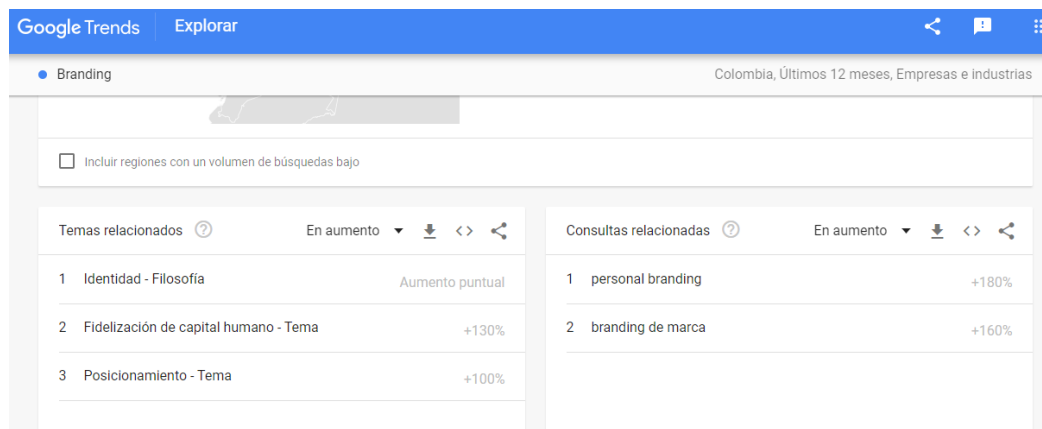 Google Trends Explorar
Branding Colombia, Últimos 12 meses, Empresas e industrias
Incluir regiones con un volumen de búsquedas bajo
Temas relacionados En aumento
1 Identidad - Filosofía Aumento puntual
2 Fidelización de capital humano - Tema +130%
3 Posicionamiento - Tema +100%
Consultas relacionadas En aumento
1 personal branding +180%
2 branding de marca +160%